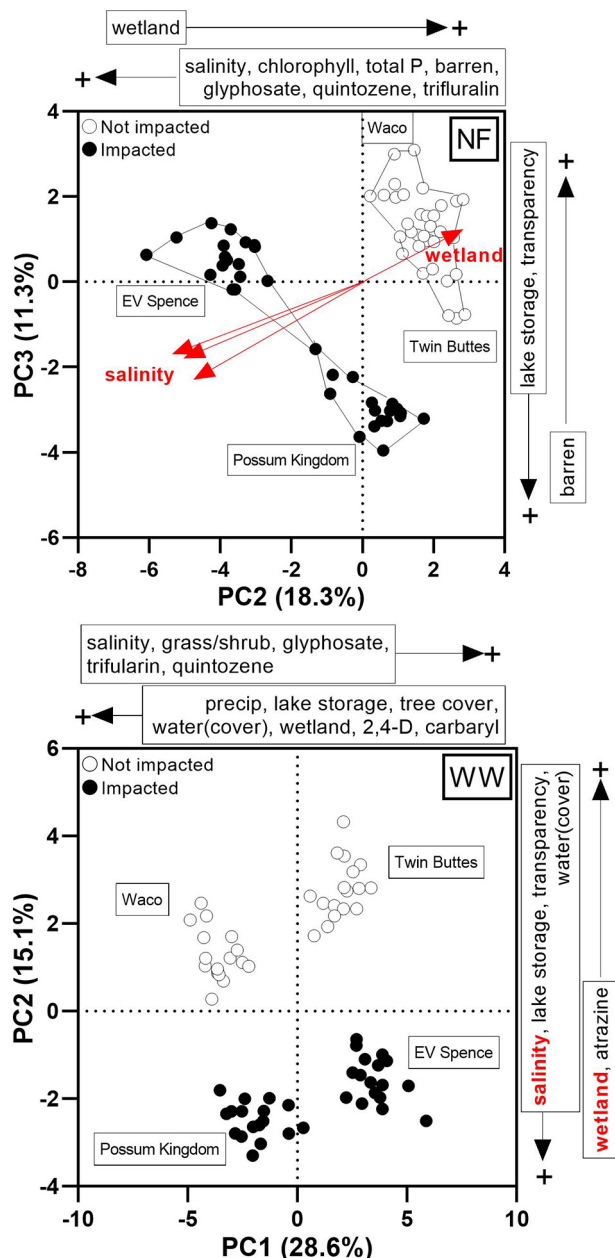 wetland
+
+
salinity, chlorophyll, total P, barren,
glyphosate, quintozene, trifluralin
4
2
0
-2
-4
-6
PC3 (11.3%)
Not impacted
Impacted
Waco
NF
wetland
EV Spence
Twin Buttes
salinity
Possum Kingdom
-8
-6
-4
-2
0
2
4
PC2 (18.3%)
lake storage, transparency
+
+
barren
salinity, grass/shrub, glyphosate,
trifularin, quintozene
+
+
precip, lake storage, tree cover,
water(cover), wetland, 2,4-D, carbaryl
6
4
2
0
-2
-4
PC2 (15.1%)
Not impacted
Impacted
WW
Twin Buttes
Waco
EV Spence
Possum Kingdom
-10
-5
0
5
10
PC1 (28.6%)
salinity, lake storage, transparency,
water(cover)
+
+
wetland, atrazine